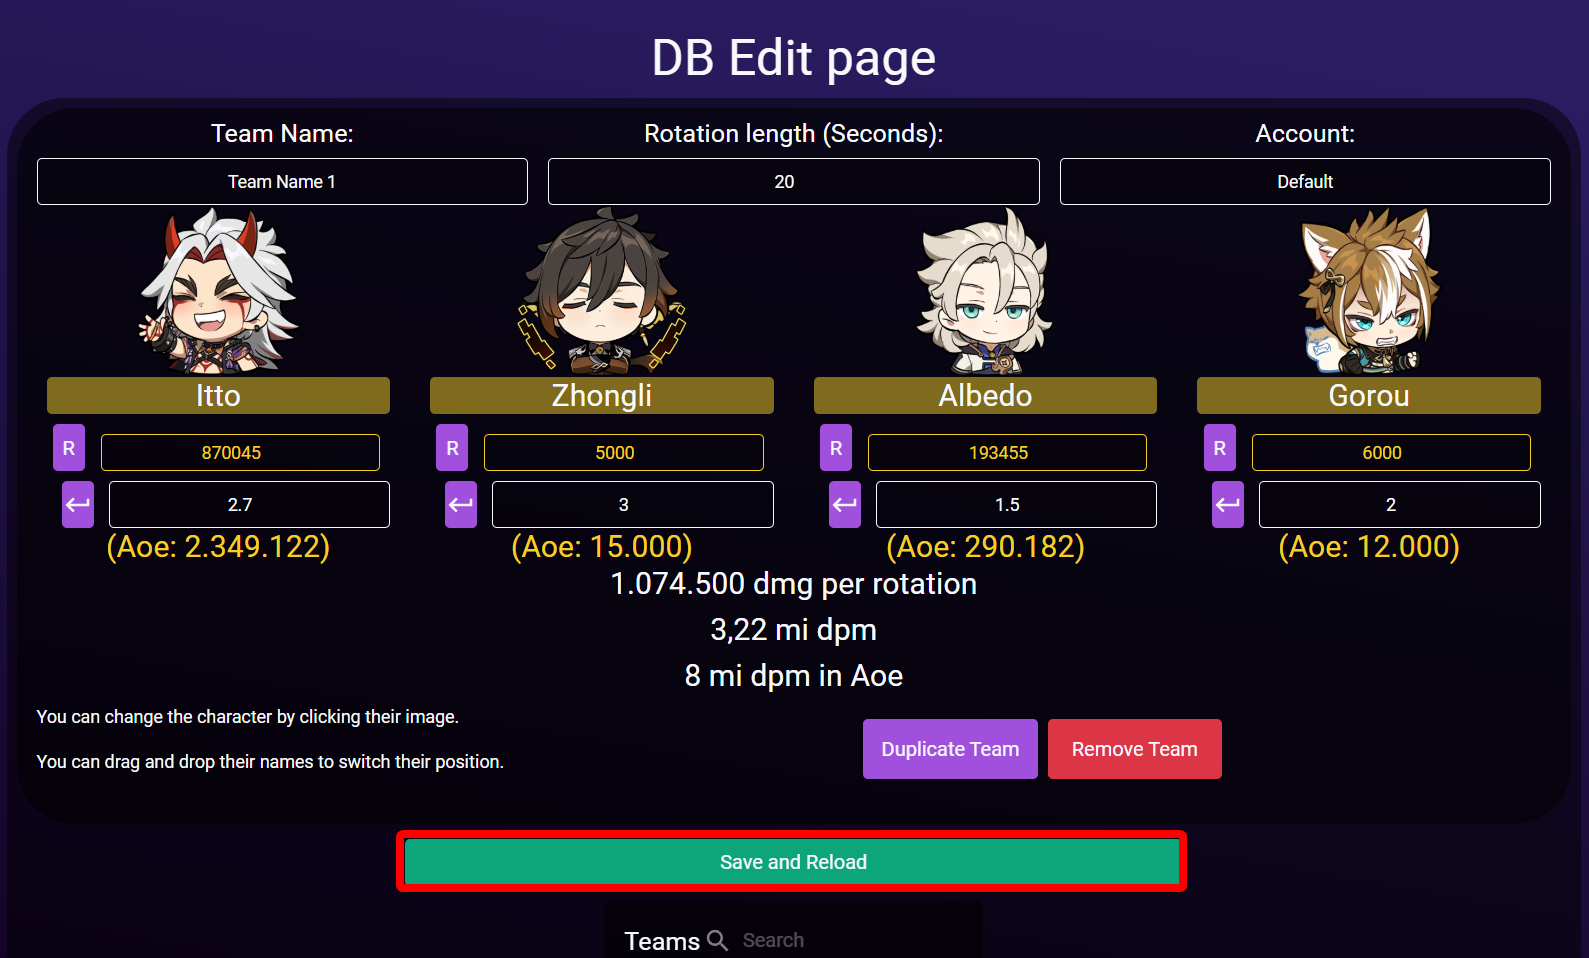 DB Edit page
Team Name: Rotation length (Seconds): Account:
Team Name 1 20 Default
Itto Zhongli Albedo Gorou
R 870045 R 5000 R 193455 R 6000
2.7 3 1.5 2
(Aoe: 2.349.122) (Aoe: 15.000) (Aoe: 290.182) (Aoe: 12.000)
1.074.500 dmg per rotation
3,22 mi dpm
8 mi dpm in Aoe
You can change the character by clicking their image.
You can drag and drop their names to switch their position.
Duplicate Team Remove Team
Save and Reload
Teams Search